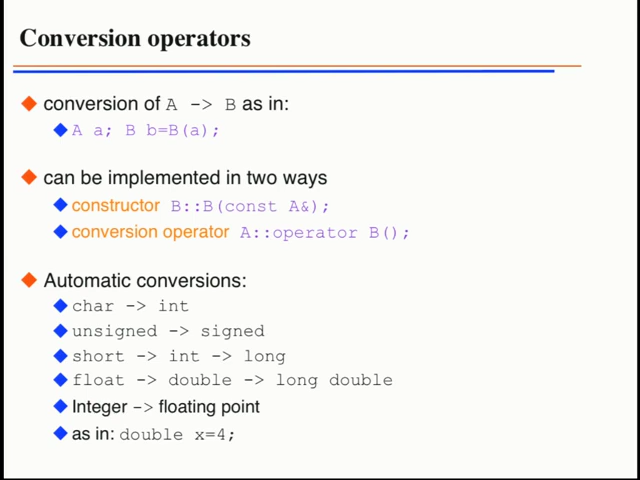 Conversion operators
conversion of A -> B as in:
A a; B b=B(a);
can be implemented in two ways
constructor B::B(const A&);
conversion operator A::operator B();
Automatic conversions:
char -> int
unsigned -> signed
short -> int -> long
float -> double -> long double
Integer -> floating point
as in: double x=4;